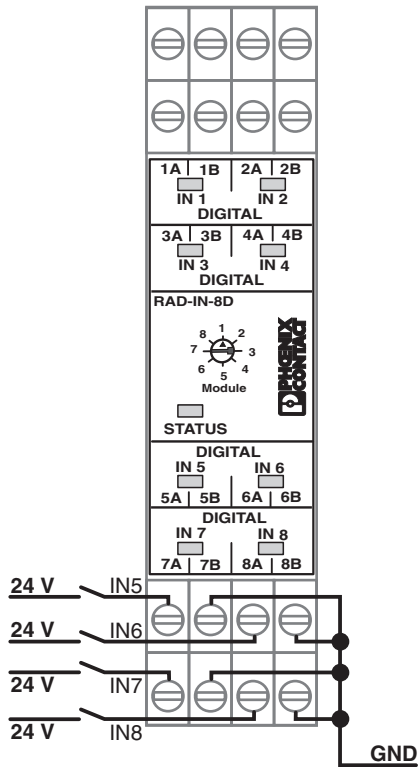 1A 1B 2A 2B
IN 1 IN 2
DIGITAL
3A 3B 4A 4B
IN 3 IN 4
DIGITAL
RAD-IN-8D
1
8 2
7 3
6 4
5
Module
PHŒNIX
CONTACT
STATUS
DIGITAL
IN 5 IN 6
5A 5B 6A 6B
DIGITAL
IN 7 IN 8
7A 7B 8A 8B
24 V IN5
24 V IN6
24 V IN7
24 V IN8
GND